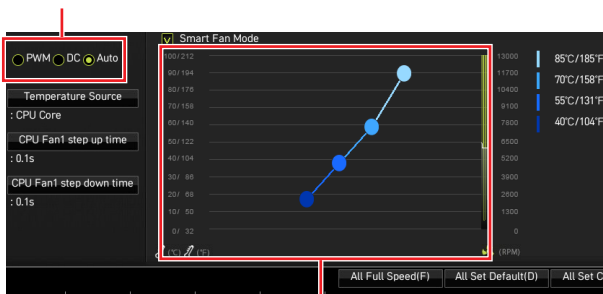 Smart Fan Mode
PWM DC Auto
Temperature Source
: CPU Core
CPU Fan1 step up time
: 0.1s
CPU Fan1 step down time
: 0.1s
100/212
90/194
80/176
70/158
60/140
50/122
40/104
30/ 86
20/ 68
10/ 50
0/ 32
(℃) (℉)
13000
11700
10400
9100
7800
6500
5200
3900
2600
1300
0
(RPM)
85℃/185℉
70℃/158℉
55℃/131℉
40℃/104℉
All Full Speed(F) All Set Default(D) All Set C